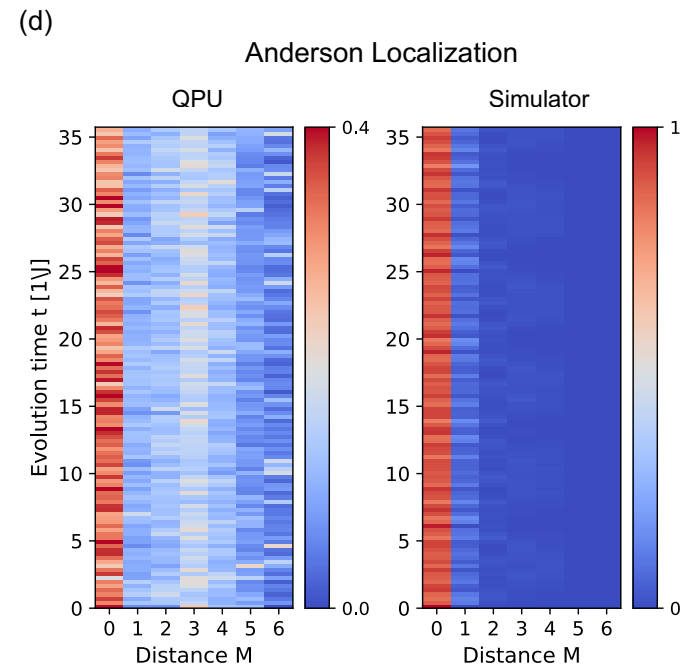 (d)
Anderson Localization
QPU
Simulator
Evolution time t [1\J]
35
30
25
20
15
10
5
0
0 1 2 3 4 5 6
Distance M
0.4
0.0
35
30
25
20
15
10
5
0
0 1 2 3 4 5 6
Distance M
1
0